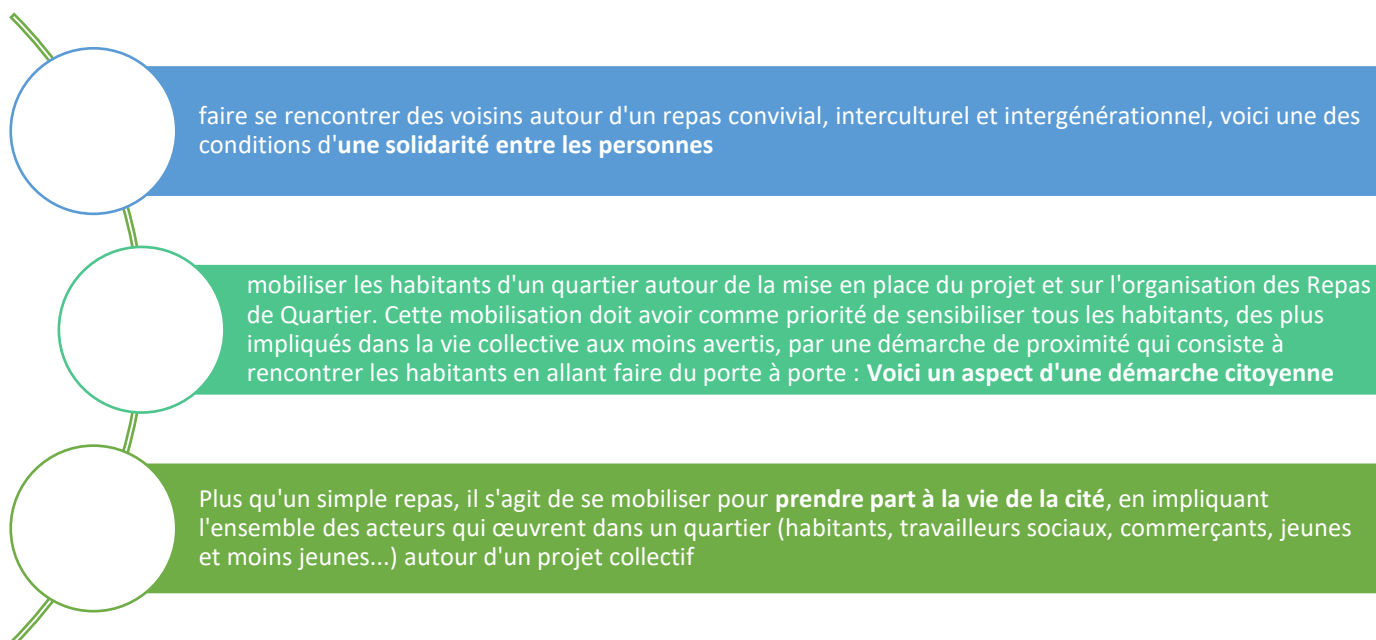 faire se rencontrer des voisins autour d'un repas convivial, interculturel et intergénérationnel, voici une des
conditions d'une solidarité entre les personnes
mobiliser les habitants d'un quartier autour de la mise en place du projet et sur l'organisation des Repas
de Quartier. Cette mobilisation doit avoir comme priorité de sensibiliser tous les habitants, des plus
impliqués dans la vie collective aux moins avertis, par une démarche de proximité qui consiste à
rencontrer les habitants en allant faire du porte à porte : Voici un aspect d'une démarche citoyenne
Plus qu'un simple repas, il s'agit de se mobiliser pour prendre part à la vie de la cité, en impliquant
l'ensemble des acteurs qui œuvrent dans un quartier (habitants, travailleurs sociaux, commerçants, jeunes
et moins jeunes...) autour d'un projet collectif